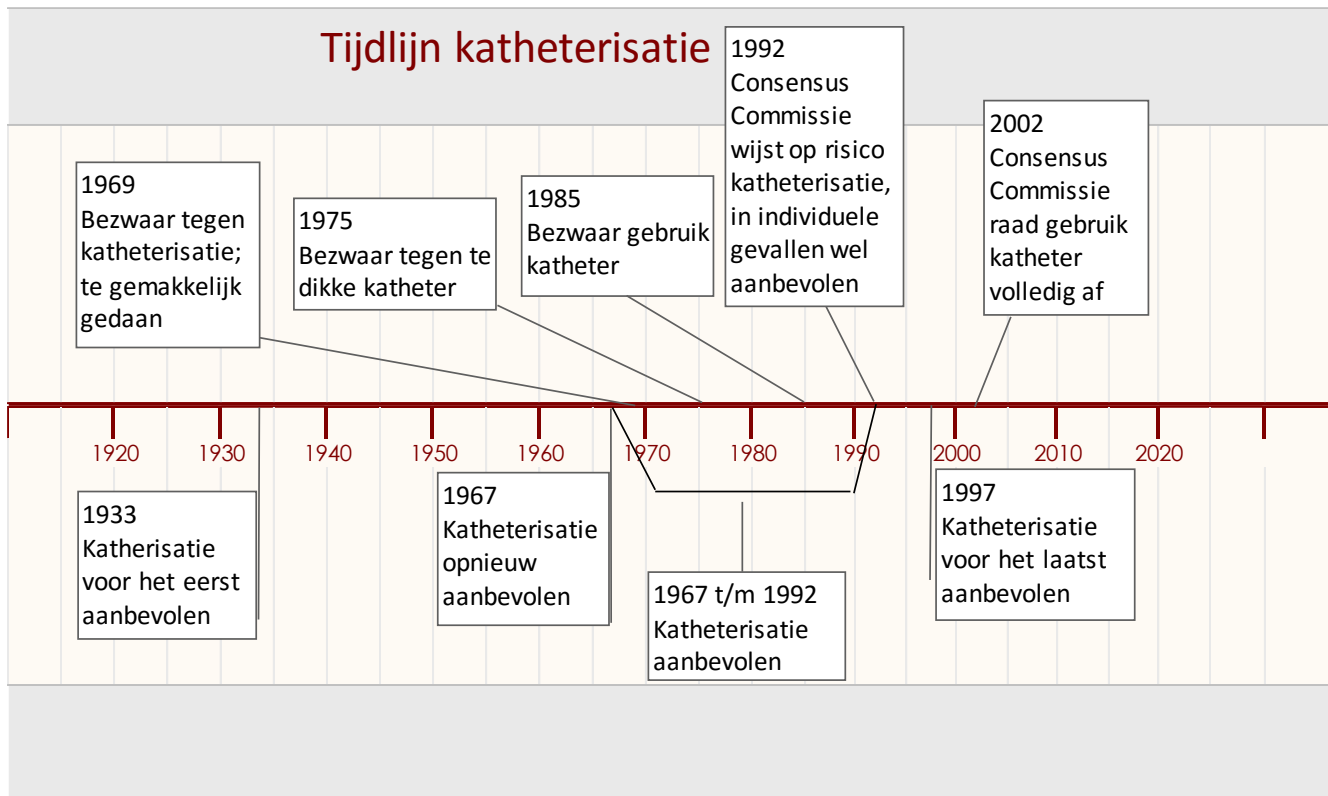 Tijdlijn katheterisatie
1969
Bezwaar tegen
katheterisatie;
te gemakkelijk
gedaan
1975
Bezwaar tegen te
dikke katheter
1985
Bezwaar gebruik
katheter
1992
Consensus
Commissie
wijst op risico
katheterisatie,
in individuele
gevallen wel
aanbevolen
2002
Consensus
Commissie
raad gebruik
katheter
volledig af
1920 1930 1940 1950 1960 1970 1980 1990 2000 2010 2020
1933
Katherisatie
voor het eerst
aanbevolen
1967
Katheterisatie
opnieuw
aanbevolen
1967 t/m 1992
Katheterisatie
aanbevolen
1997
Katheterisatie
voor het laatst
aanbevolen